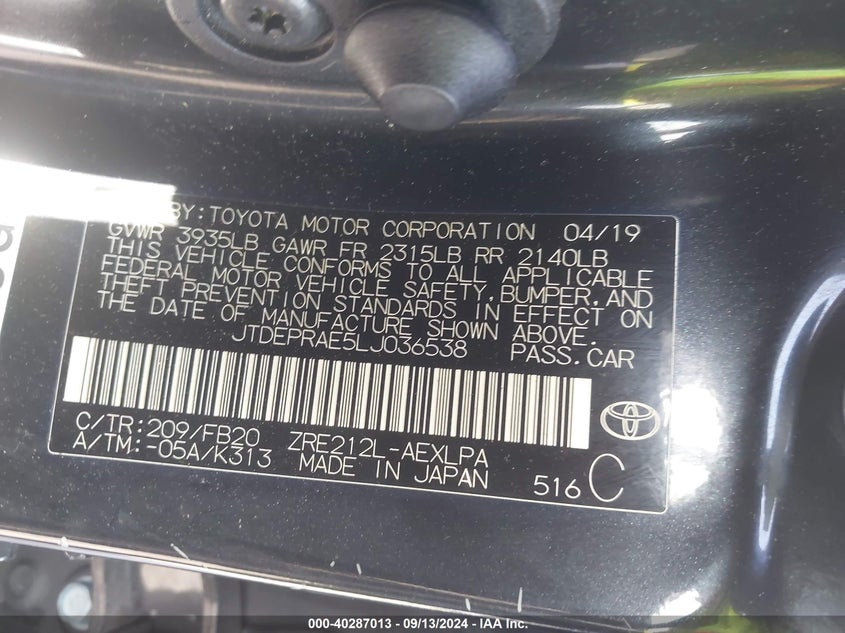 BY: TOYOTA MOTOR CORPORATION 04/19
GVWR 3935LB GAWR FR 2315LB RR 2140LB
THIS VEHICLE CONFORMS TO ALL APPLICABLE
FEDERAL MOTOR VEHICLE SAFETY, BUMPER, AND
THEFT PREVENTION STANDARDS IN EFFECT ON
THE DATE OF MANUFACTURE SHOWN ABOVE.
JTDEPRAE5LJ036538 PASS.CAR
C/TR:209/FB20 ZRE212L-AEXLPA
A/TM:-05A/K313 MADE IN JAPAN 516 C
000-40287013 - 09/13/2024 - IAA Inc.